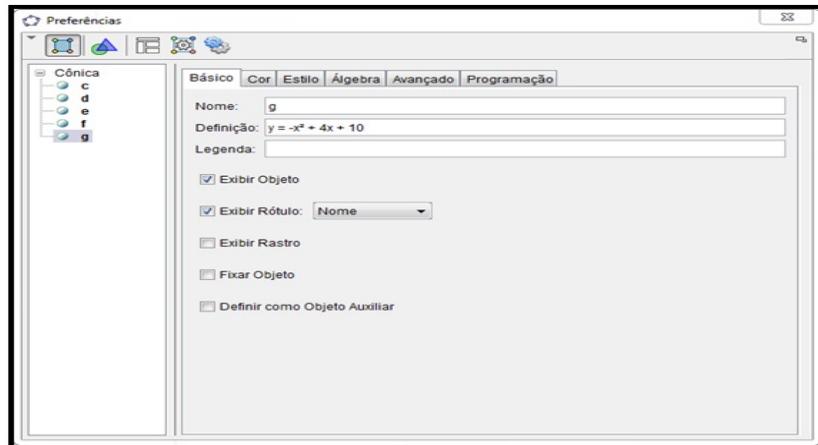 Preferências
Cônica
c
d
e
f
g
Básico Cor Estilo Álgebra Avançado Programação
Nome: g
Definição: y = -x² + 4x + 10
Legenda:
Exibir Objeto
Exibir Rótulo: Nome
Exibir Rastro
Fixar Objeto
Definir como Objeto Auxiliar